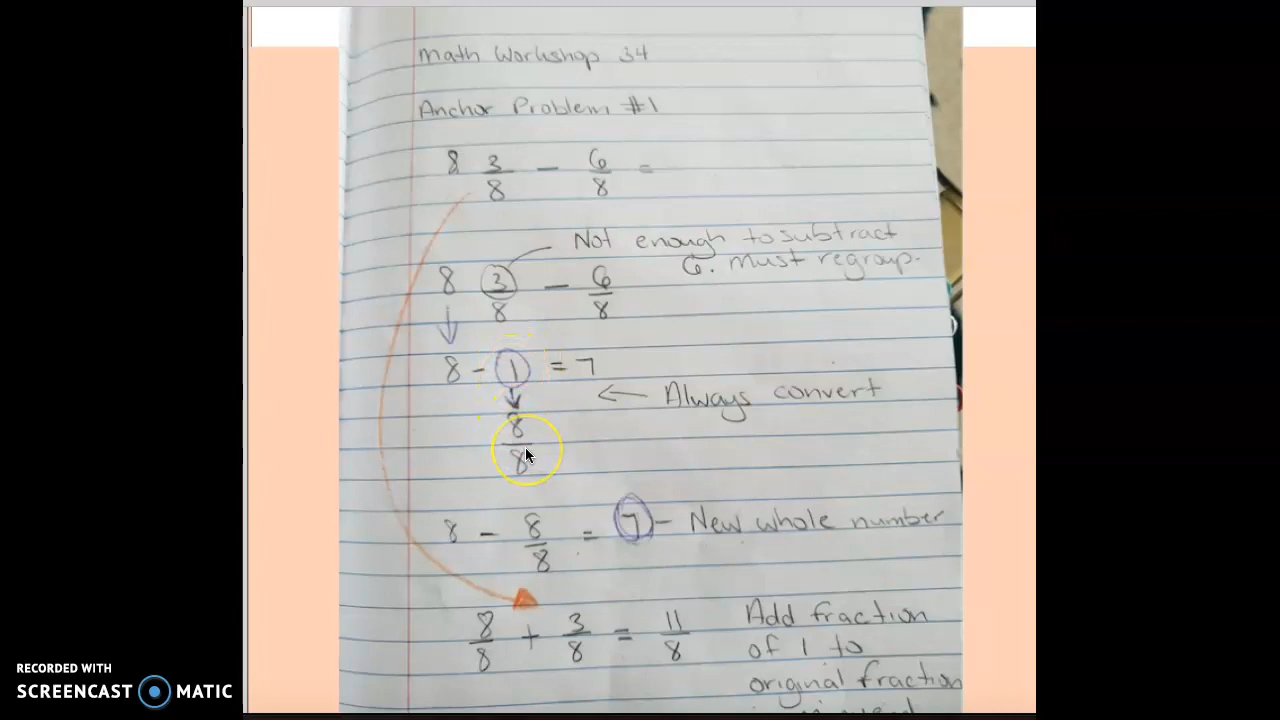 Math Workshop 34
Anchor Problem #1
8 3/8 - 6/8 =
Not enough to subtract
6. Must regroup.
8 3/8 - 6/8
8 - 1 = 7
Always convert
8/8
8 - 8/8 = 7 - New whole number
8/8 + 3/8 = 11/8
Add fraction
of 1 to
original fraction
RECORDED WITH
SCREENCAST MATIC